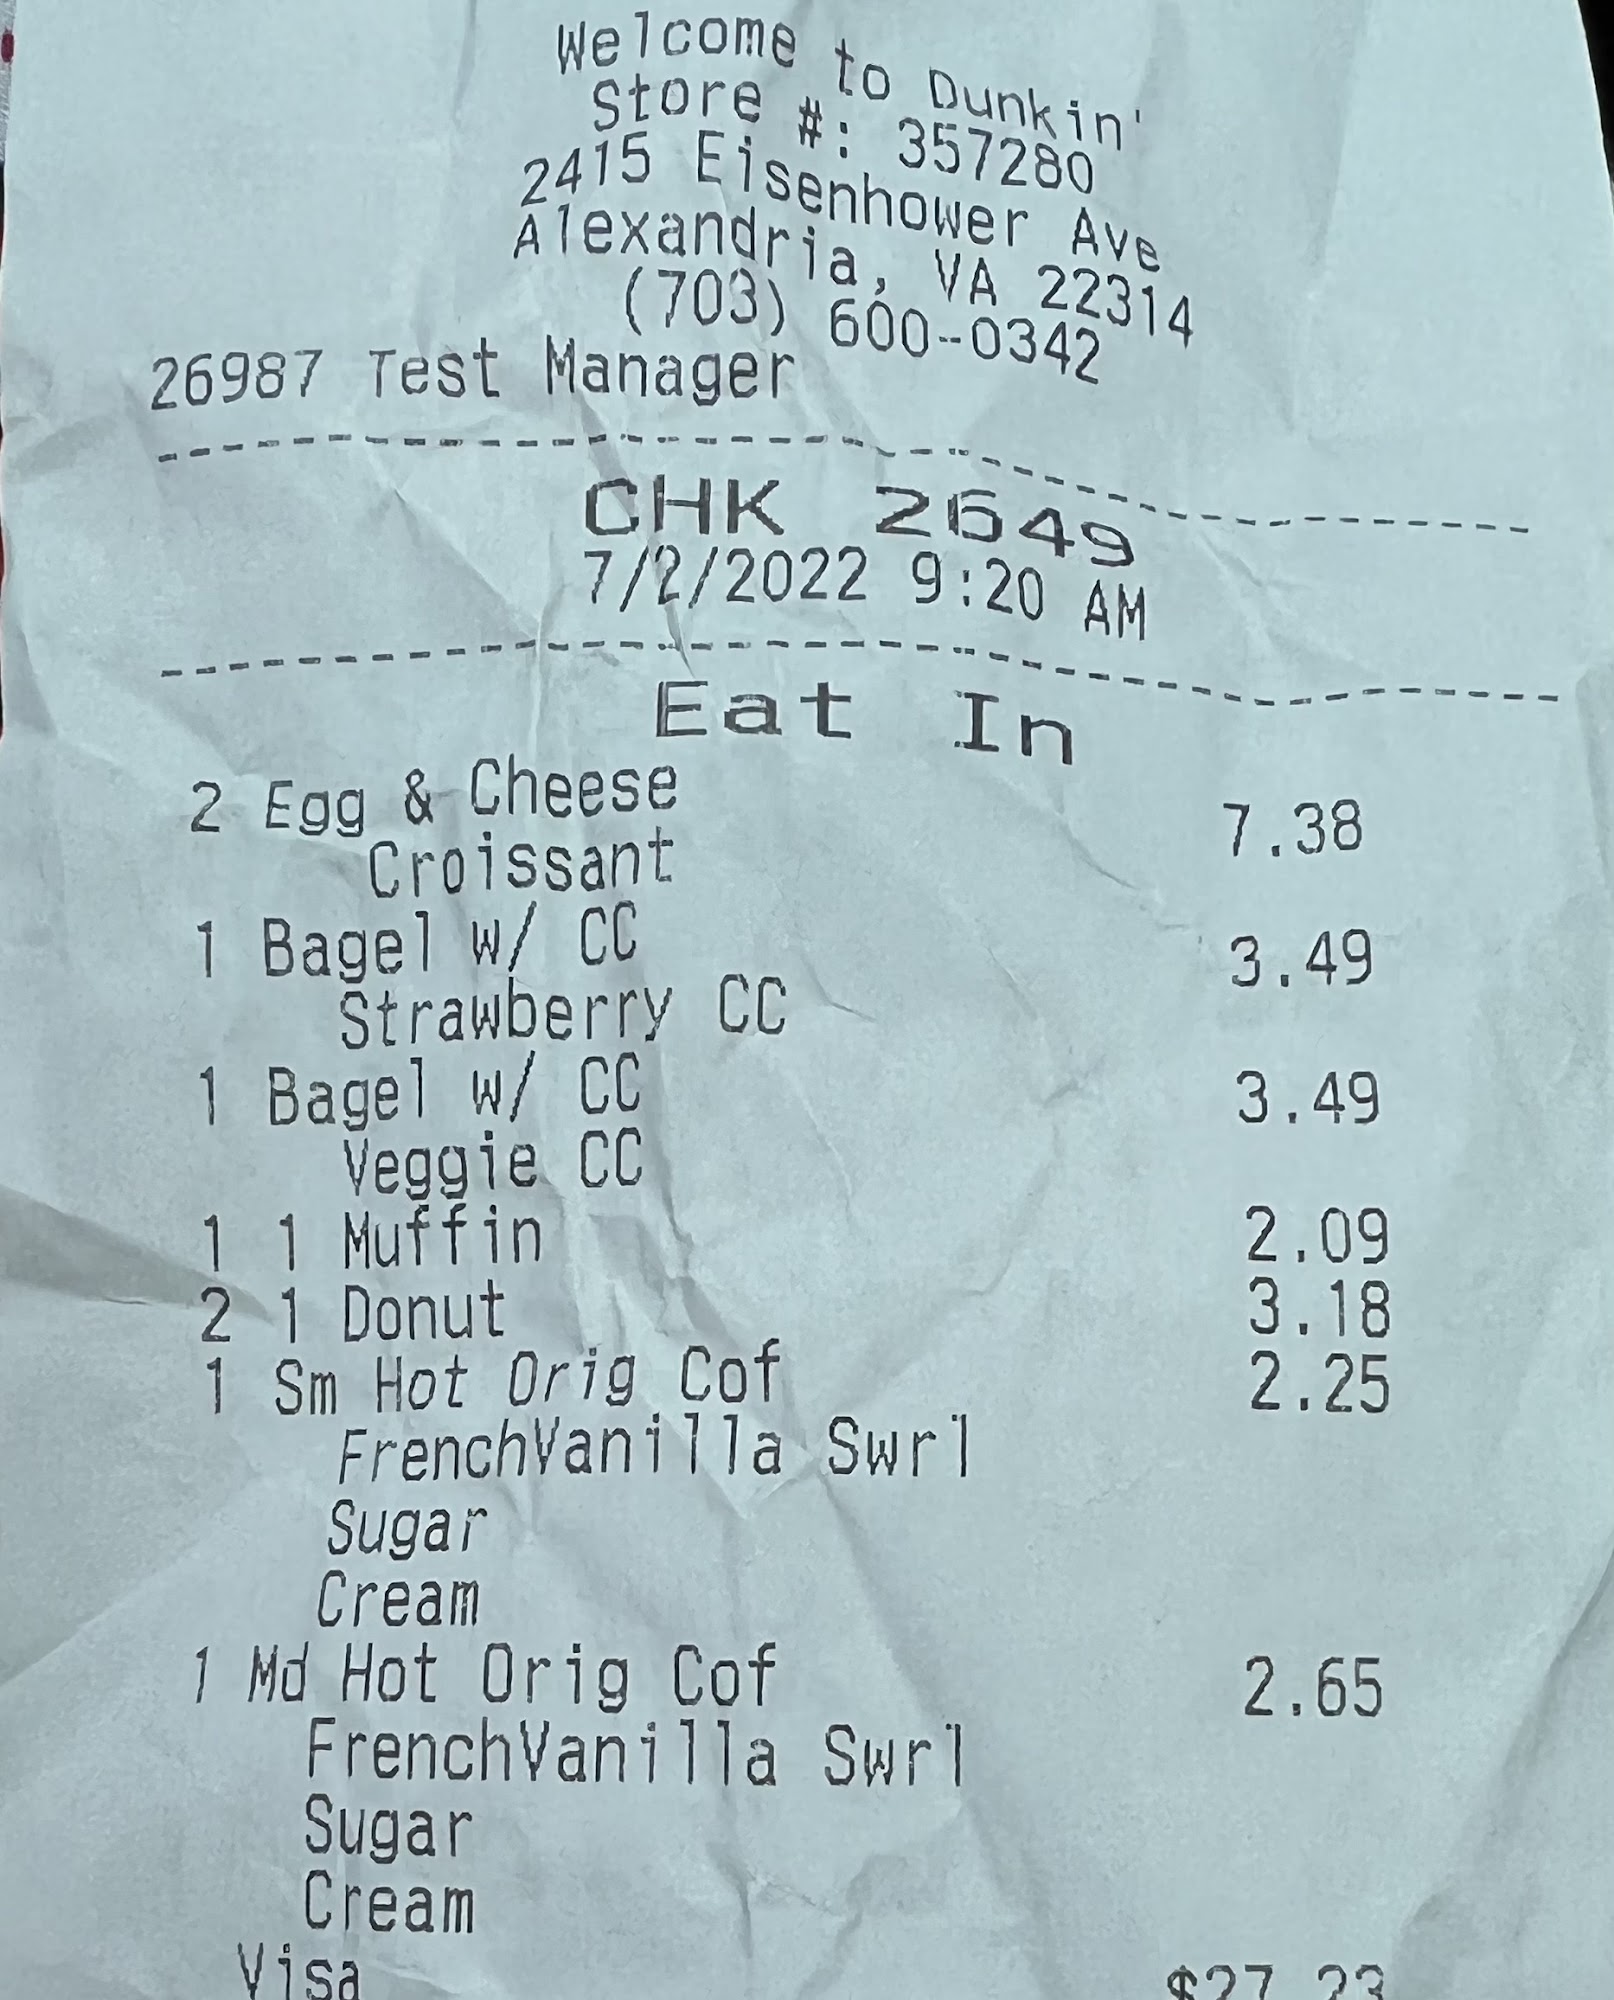 Welcome to Dunkin'
Store #: 357280
2415 Eisenhower Ave
Alexandria, VA 22314
(703) 600-0342
26987 Test Manager
CHK 2649
7/2/2022 9:20 AM
Eat In
2 Egg & Cheese 7.38
Croissant
1 Bagel w/ CC 3.49
Strawberry CC
1 Bagel w/ CC 3.49
Veggie CC
1 1 Muffin 2.09
2 1 Donut 3.18
1 Sm Hot Orig Cof 2.25
FrenchVanilla Swrl
Sugar
Cream
1 Md Hot Orig Cof 2.65
FrenchVanilla Swrl
Sugar
Cream
Visa